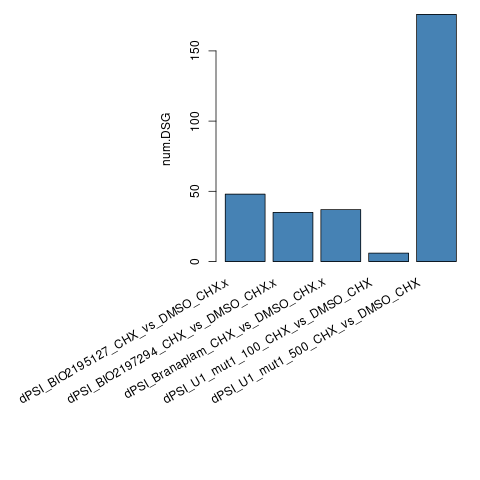 num.DSG
150
100
50
0
dPSI_BIO2195127_CHX_vs_DMSO_CHX.x
dPSI_BIO2197294_CHX_vs_DMSO_CHX.x
dPSI_Branaplam_CHX_vs_DMSO_CHX.x
dPSI_U1_mut1_100_CHX_vs_DMSO_CHX
dPSI_U1_mut1_500_CHX_vs_DMSO_CHX